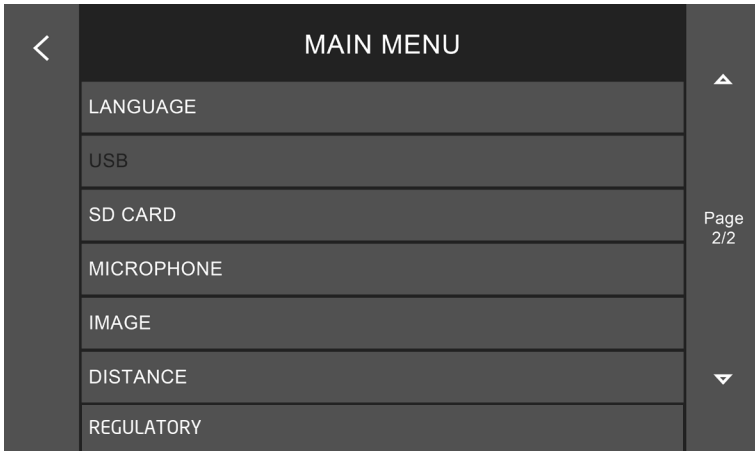 MAIN MENU
LANGUAGE
USB
SD CARD
MICROPHONE
IMAGE
DISTANCE
REGULATORY
Page
2/2